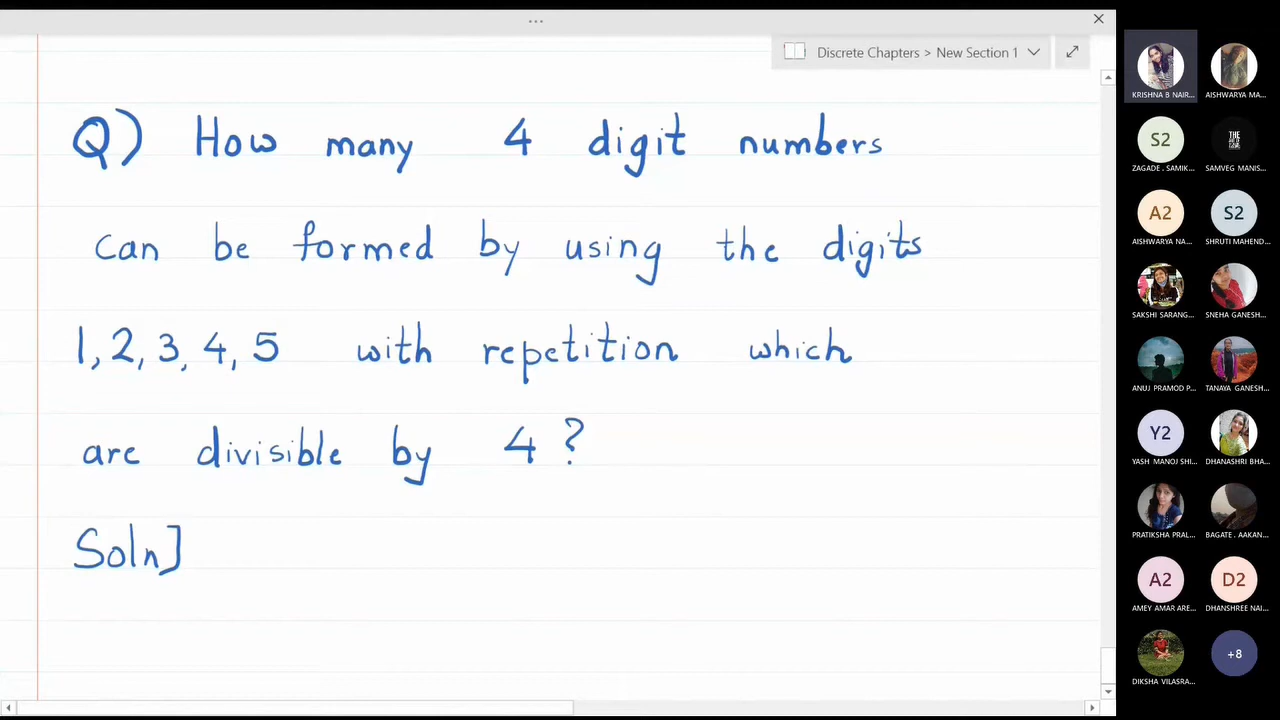 Discrete Chapters > New Section 1
Q) How many 4 digit numbers
can be formed by using the digits
1, 2, 3, 4, 5 with repetition which
are divisible by 4 ?
Soln]
KRISHNA B NAIR...
AISHWARYA MA...
S2
ZAGADE . SAMIK...
SAMVEG MANIS...
A2
AISHWARYA NA...
S2
SHRUTI MAHEND...
SAKSHI SARANG...
SNEHA GANESH...
ANUJ PRAMOD P...
TANAYA GANESH...
Y2
YASH MANOJ SHI...
DHANASHRI BHA...
PRATIKSHA PRAL...
BAGATE . AAKAN...
A2
AMEY AMAR ARE...
D2
DHANSHREE NAI...
DIKSHA VILASRA...
+8